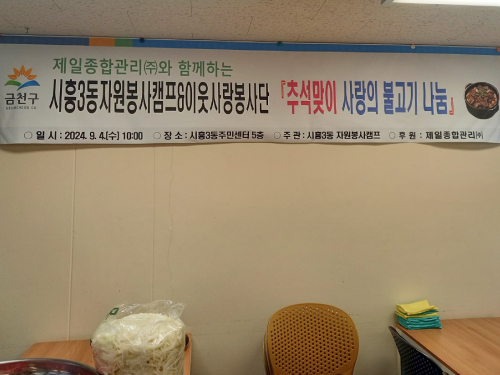 제일종합관리㈜와 함께하는
금천구
시흥3동자원봉사캠프&이웃사랑봉사단 『추석맞이 사랑의 불고기 나눔』
○ 일 시 : 2024. 9. 4.(수) 10:00 ○ 장 소 : 시흥3동주민센터 5층 ○ 주 관 : 시흥3동 자원봉사캠프 ○ 후 원 : 제일종합관리㈜